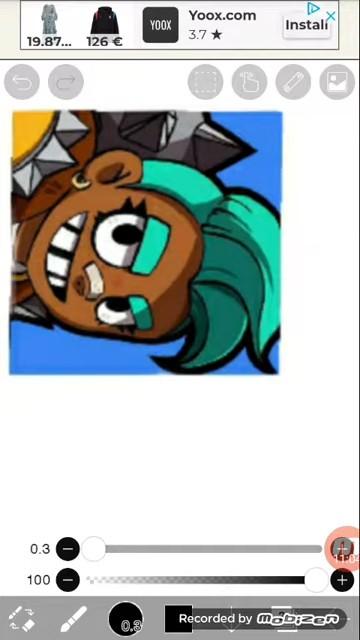 Yoox.com
YOOX
3.7 ★
Install
19.87...
126 €
0.3
100
0.3
Recorded by mobizen